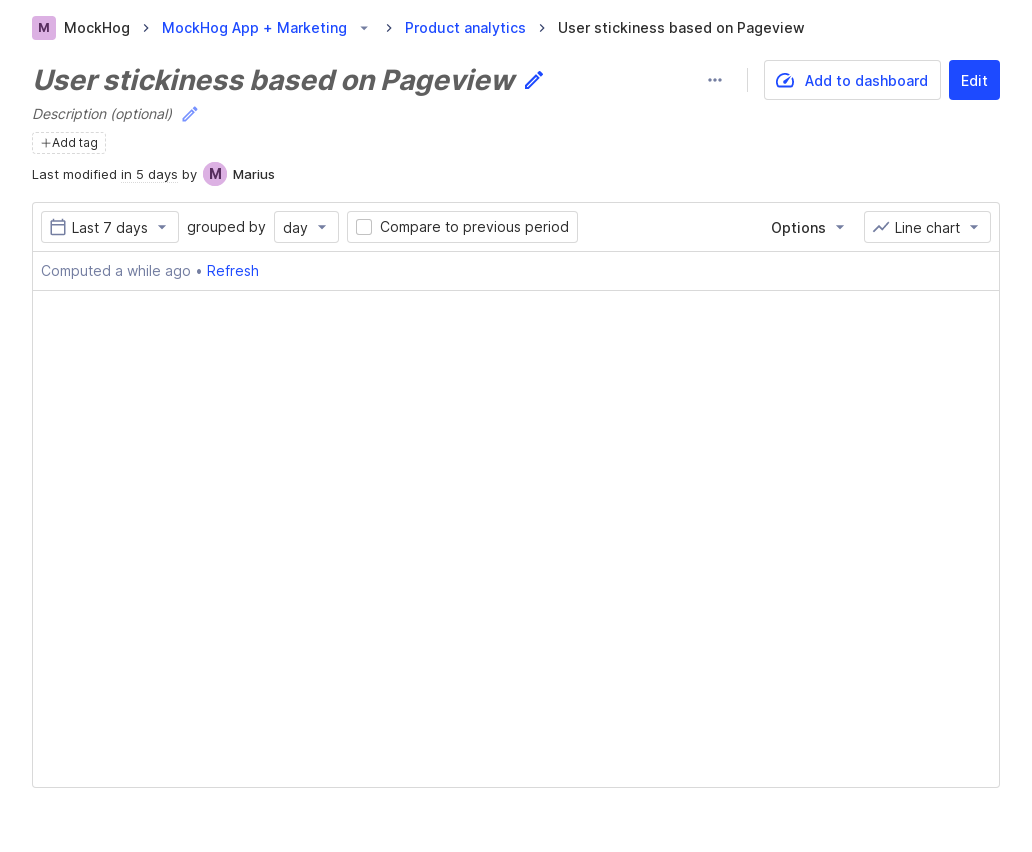 M MockHog > MockHog App + Marketing > Product analytics > User stickiness based on Pageview
User stickiness based on Pageview
Add to dashboard
Edit
Description (optional)
+Add tag
Last modified in 5 days by M Marius
Last 7 days grouped by day Compare to previous period Options Line chart
Computed a while ago • Refresh